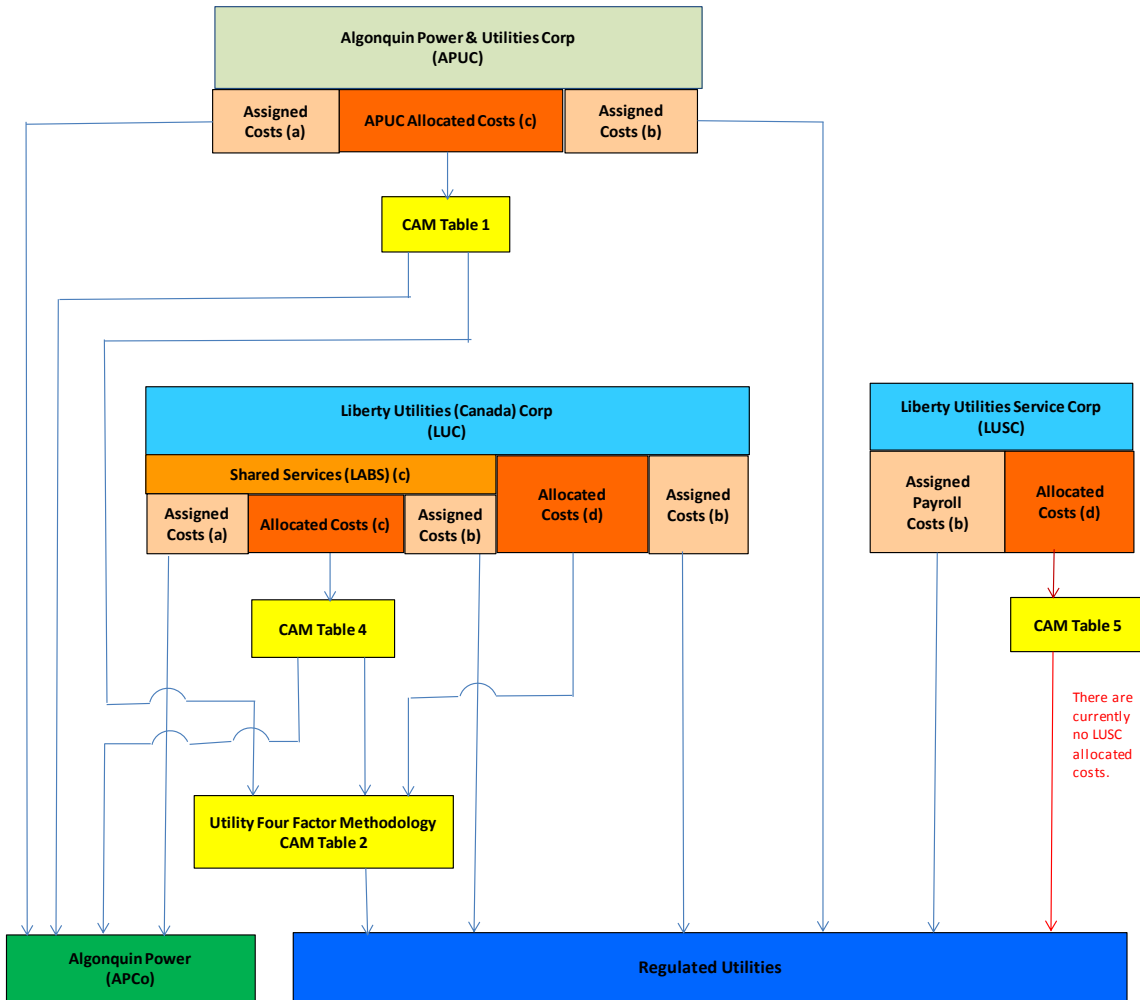 Algonquin Power & Utilities Corp
(APUC)
Assigned
Costs (a)
APUC Allocated Costs (c)
Assigned
Costs (b)
CAM Table 1
Liberty Utilities (Canada) Corp
(LUC)
Shared Services (LABS) (c)
Assigned
Costs (a)
Allocated Costs (c)
Assigned
Costs (b)
Allocated
Costs (d)
Assigned
Costs (b)
Liberty Utilities Service Corp
(LUSC)
Assigned
Payroll
Costs (b)
Allocated
Costs (d)
CAM Table 4
CAM Table 5
There are
currently
no LUSC
allocated
costs.
Utility Four Factor Methodology
CAM Table 2
Algonquin Power
(APCo)
Regulated Utilities